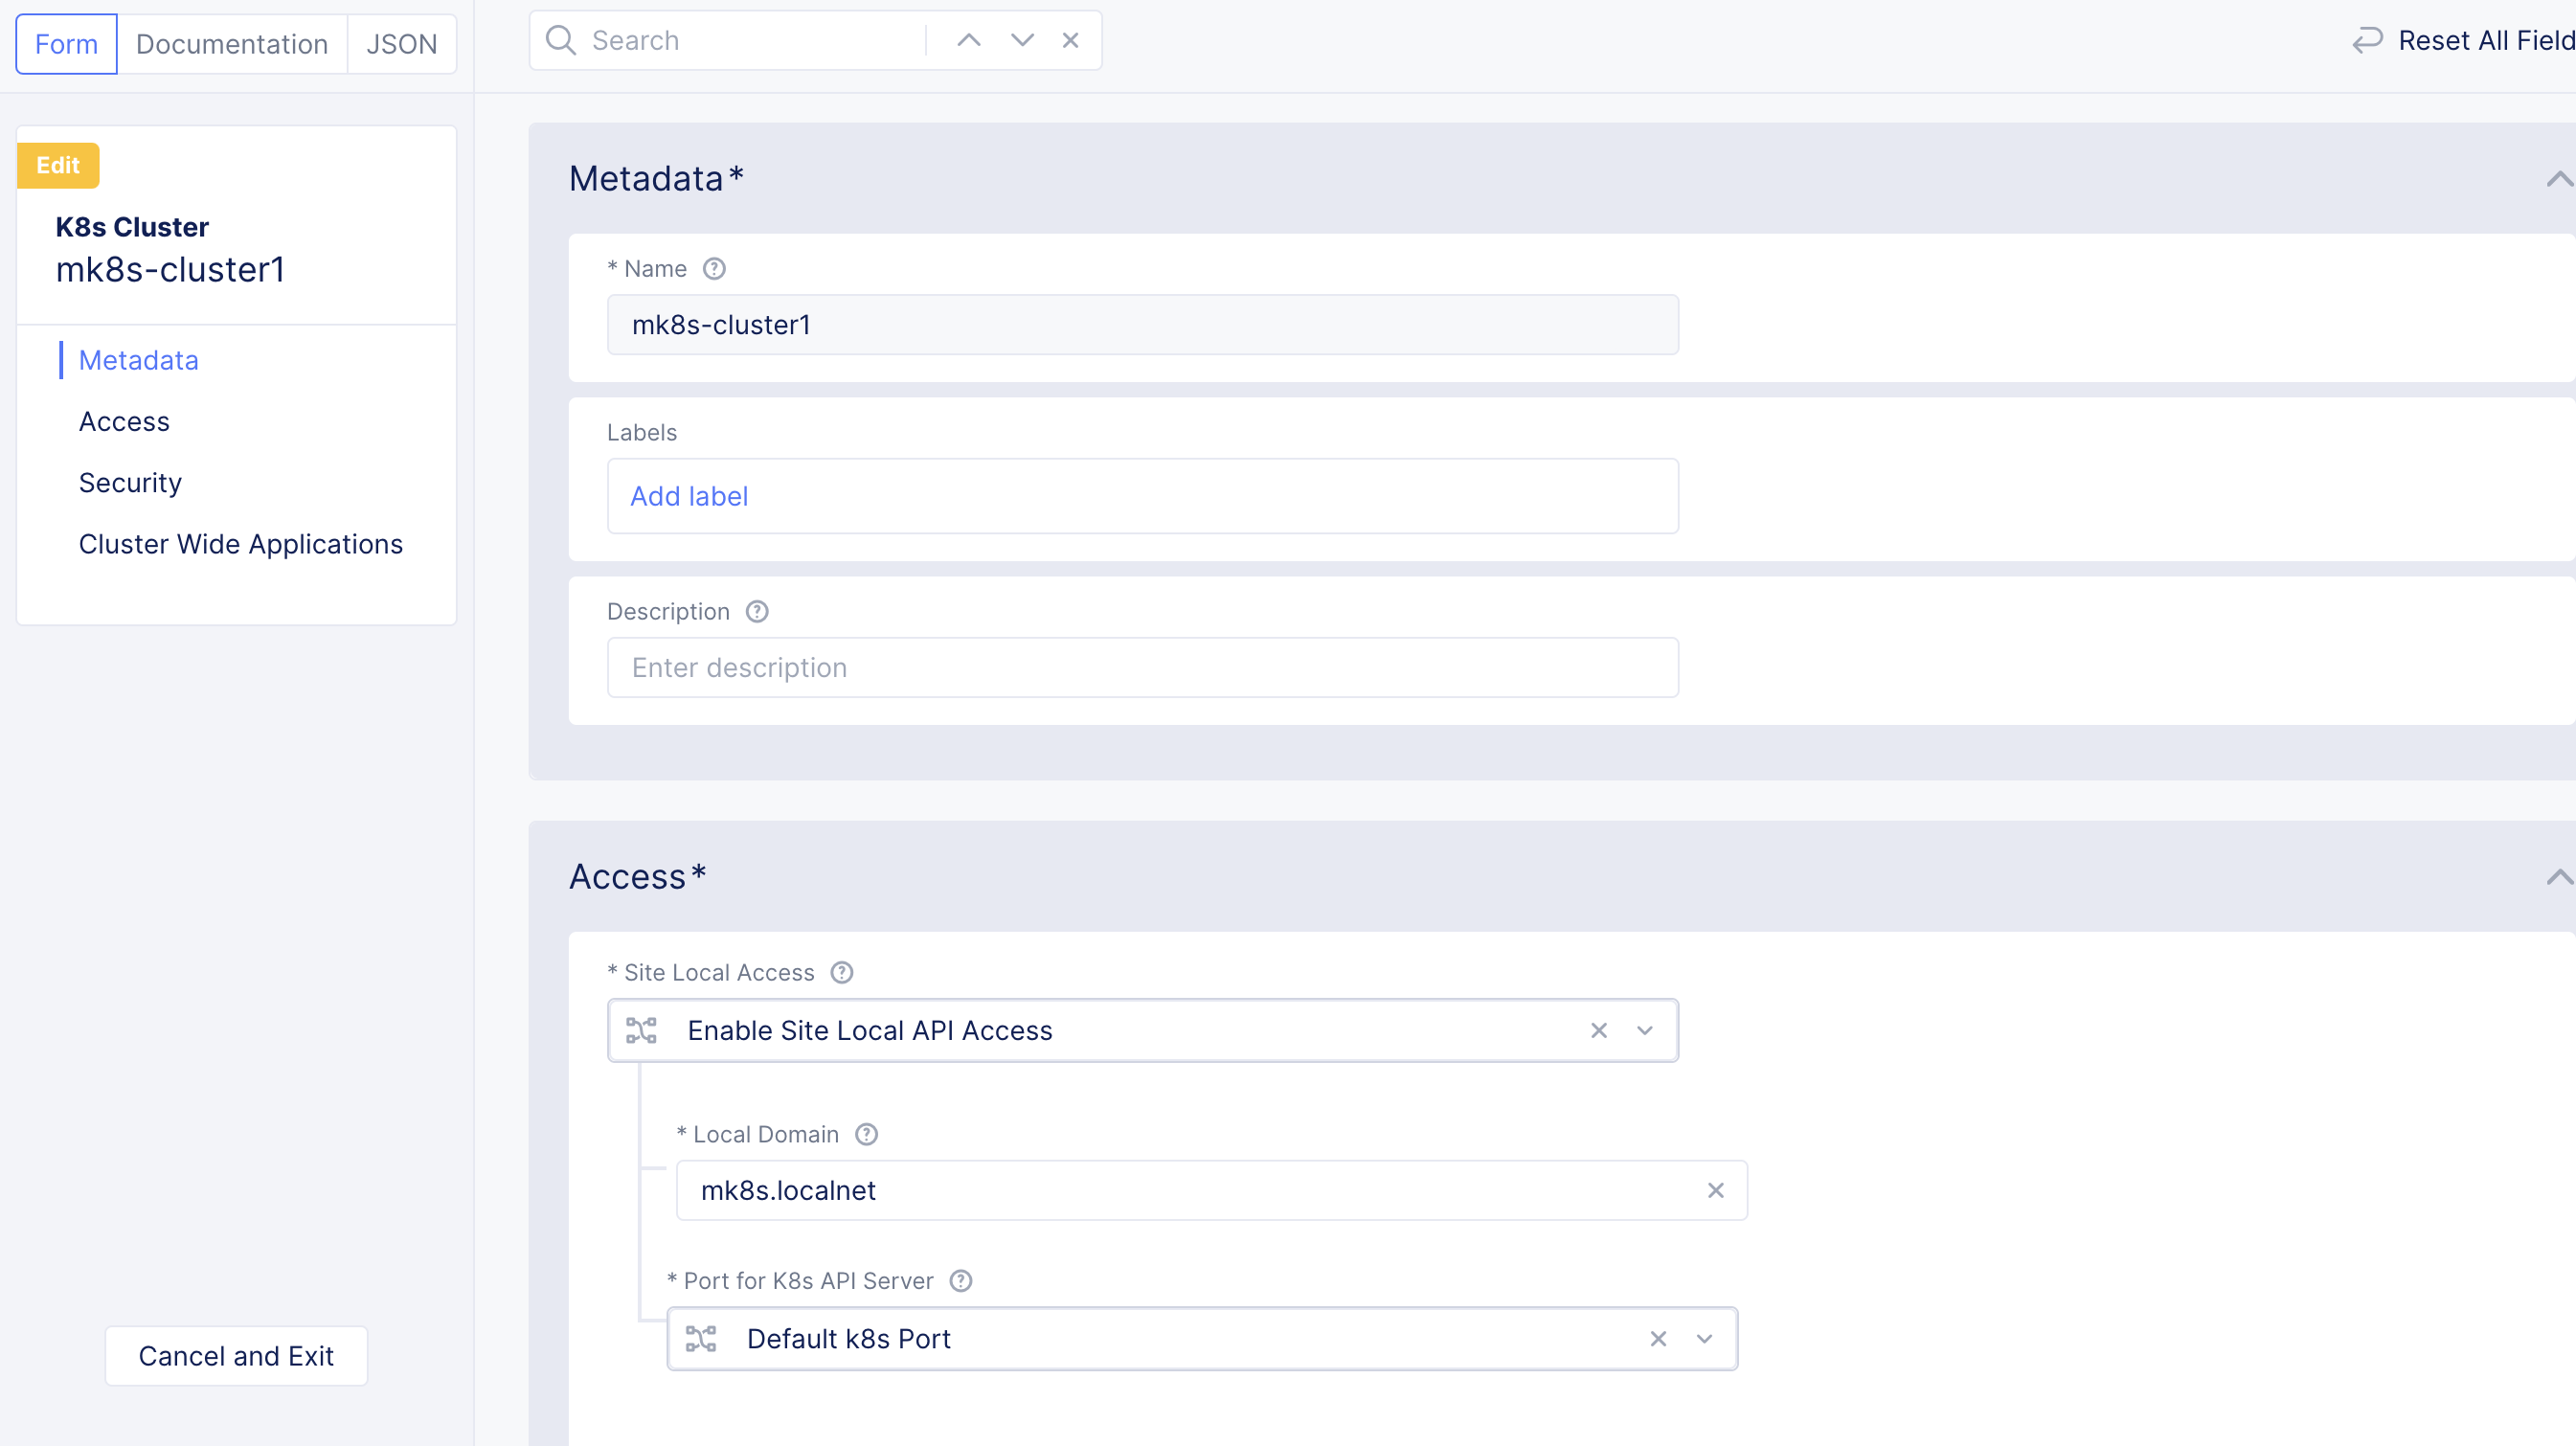 Form Documentation JSON
Search
Reset All Field
Edit
K8s Cluster
mk8s-cluster1
Metadata
Access
Security
Cluster Wide Applications
Cancel and Exit
Metadata*
* Name
mk8s-cluster1
Labels
Add label
Description
Enter description
Access*
* Site Local Access
Enable Site Local API Access
* Local Domain
mk8s.localnet
* Port for K8s API Server
Default k8s Port